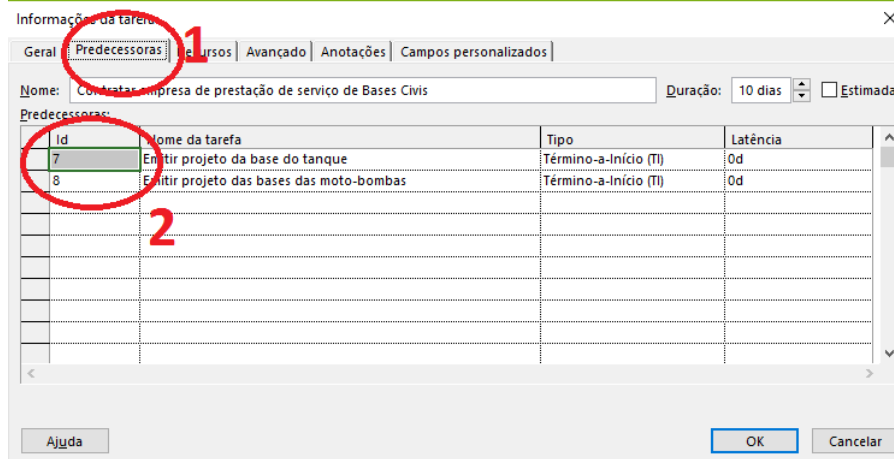 Informações da tarefa
1
Geral Predecessoras Recursos Avançado Anotações Campos personalizados
Nome: Contratar empresa de prestação de serviço de Bases Civis Duração: 10 dias Estimada
Predecessoras:
Id Nome da tarefa Tipo Latência
7 Emitir projeto da base do tanque Término-a-Início (TI) 0d
8 Emitir projeto das bases das moto-bombas Término-a-Início (TI) 0d
2
Ajuda OK Cancelar